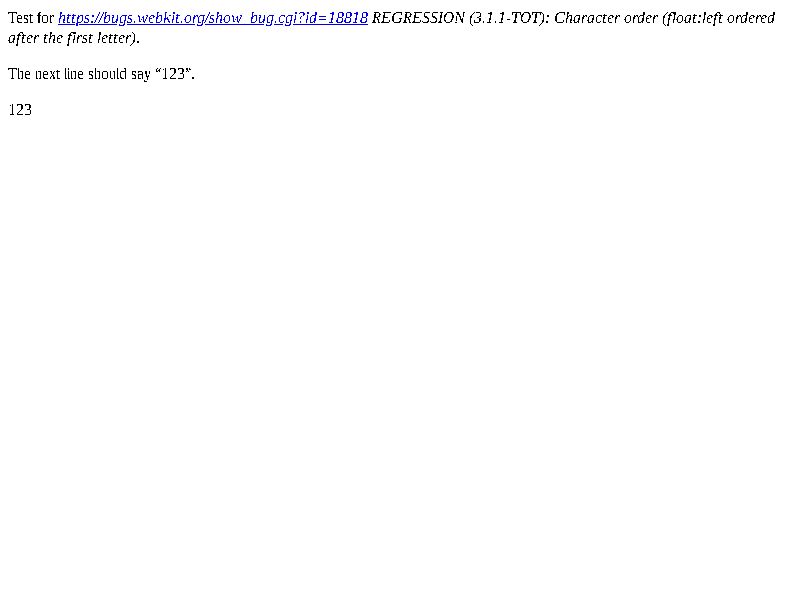 Test for https://bugs.webkit.org/show_bug.cgi?id=18818 REGRESSION (3.1.1-TOT): Character order (float:left ordered
after the first letter).
The next line should say “123”.
123